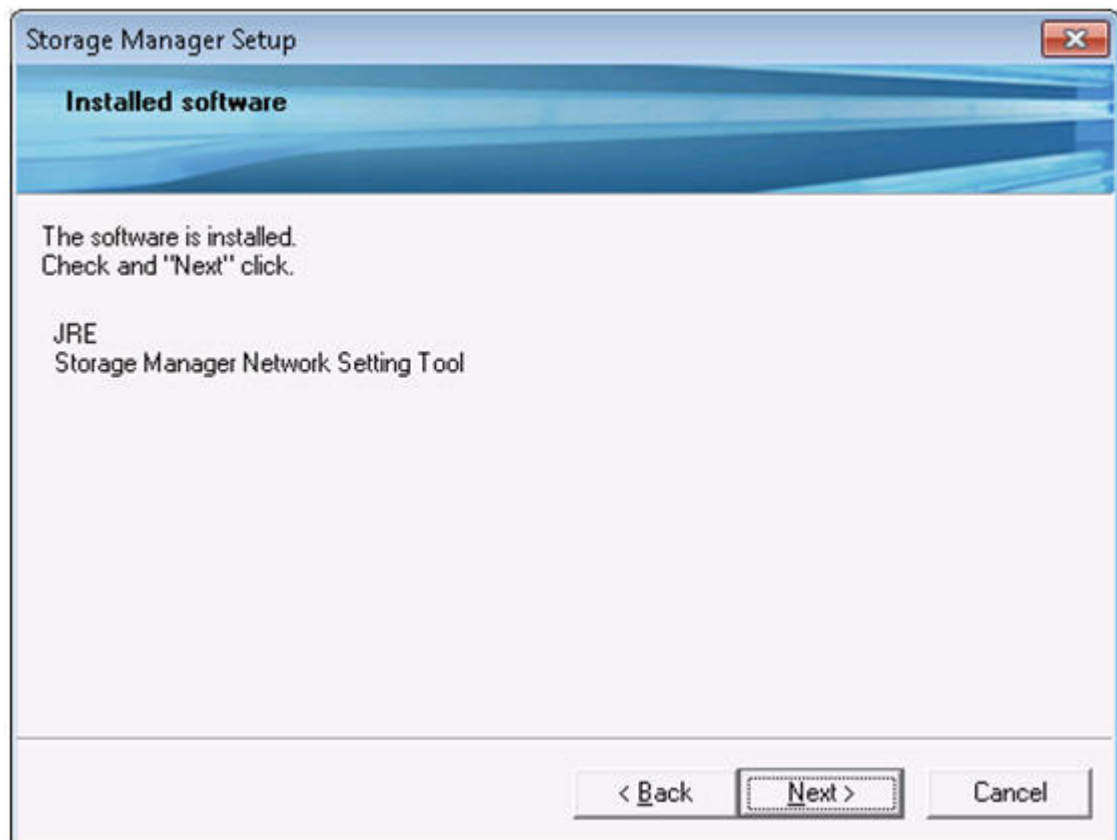 Storage Manager Setup
Installed software
The software is installed.
Check and "Next" click.
JRE
Storage Manager Network Setting Tool
< Back
Next >
Cancel